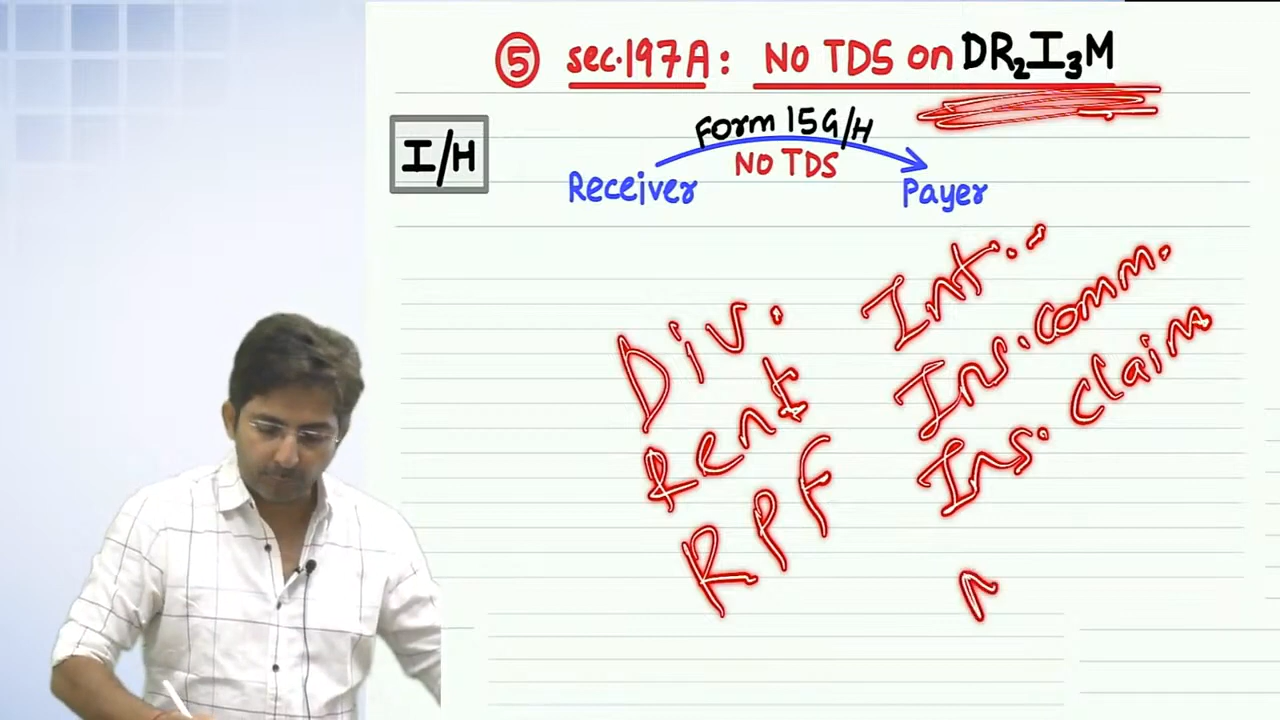 ⑤ sec.197A: NO TDS on DR₂I₃M
I/H
Form 15G/H
NO TDS
Receiver
Payer
Div.
Rent
RPF
Int..
Ins.Comm.
Ins. Claim